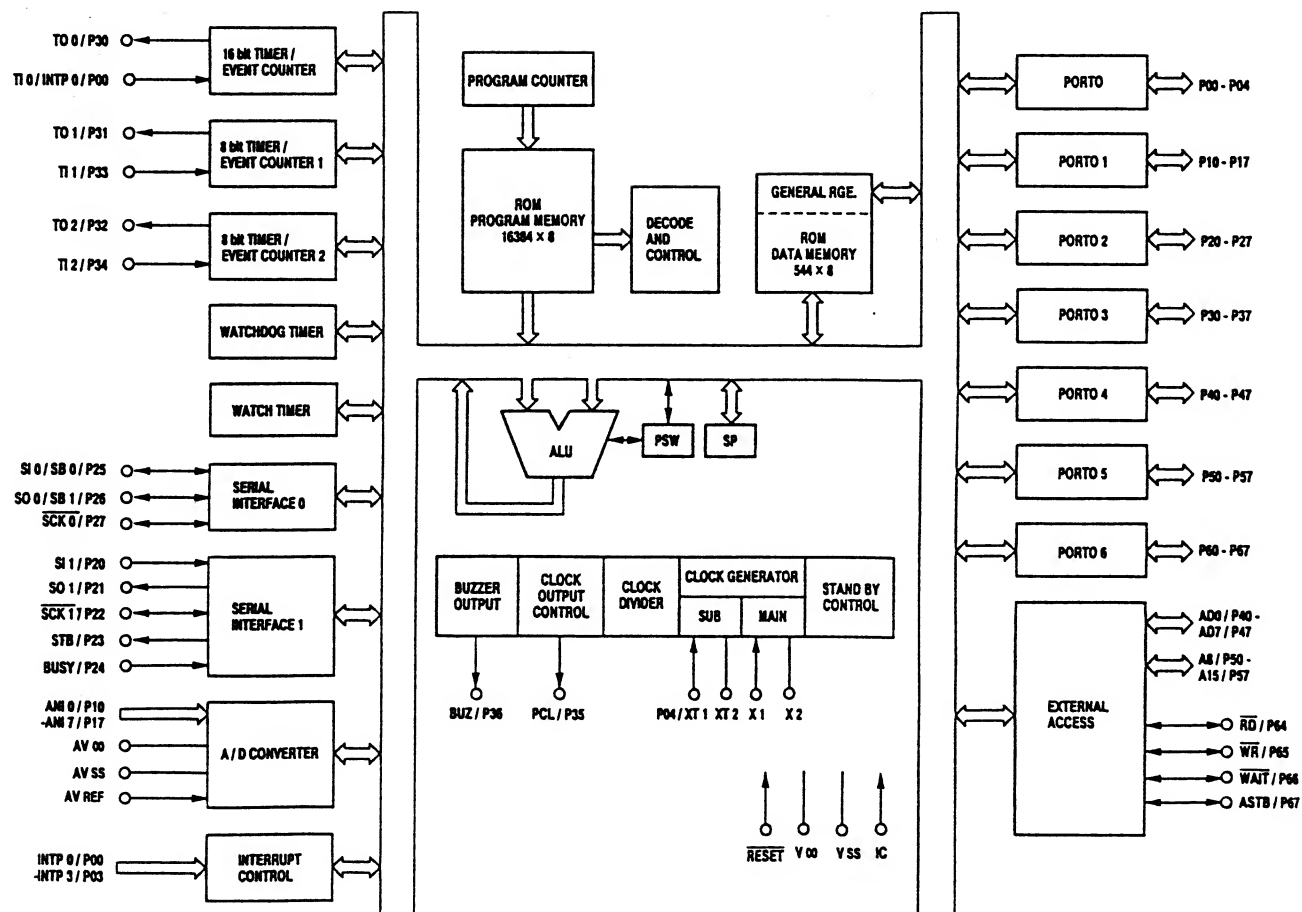 TO 0 / P30
TI 0 / INTP 0 / P00
16 bit TIMER /
EVENT COUNTER
TO 1 / P31
TI 1 / P33
8 bit TIMER /
EVENT COUNTER 1
TO 2 / P32
TI 2 / P34
8 bit TIMER /
EVENT COUNTER 2
WATCHDOG TIMER
WATCH TIMER
SI 0 / SB 0 / P25
SO 0 / SB 1 / P26
SCK 0 / P27
SERIAL
INTERFACE 0
SI 1 / P20
SO 1 / P21
SCK 1 / P22
STB / P23
BUSY / P24
SERIAL
INTERFACE 1
ANI 0 / P10
-ANI 7 / P17
AV 00
AV SS
AV REF
A / D CONVERTER
INTP 0 / P00
-INTP 3 / P03
INTERRUPT
CONTROL
PROGRAM COUNTER
ROM
PROGRAM MEMORY
16384 × 8
DECODE
AND
CONTROL
GENERAL RGE.
ROM
DATA MEMORY
544 × 8
ALU
PSW
SP
BUZZER
OUTPUT
CLOCK
OUTPUT
CONTROL
CLOCK
DIVIDER
CLOCK GENERATOR
SUB
MAIN
STAND BY
CONTROL
BUZ / P36
PCL / P35
P04 / XT 1
XT 2
X 1
X 2
RESET
V 00
V SS
IC
PORTO
P00 - P04
PORTO 1
P10 - P17
PORTO 2
P20 - P27
PORTO 3
P30 - P37
PORTO 4
P40 - P47
PORTO 5
P50 - P57
PORTO 6
P60 - P67
EXTERNAL
ACCESS
AD0 / P40 -
AD7 / P47
A8 / P50 -
A15 / P57
RD / P64
WR / P65
WAIT / P66
ASTB / P67